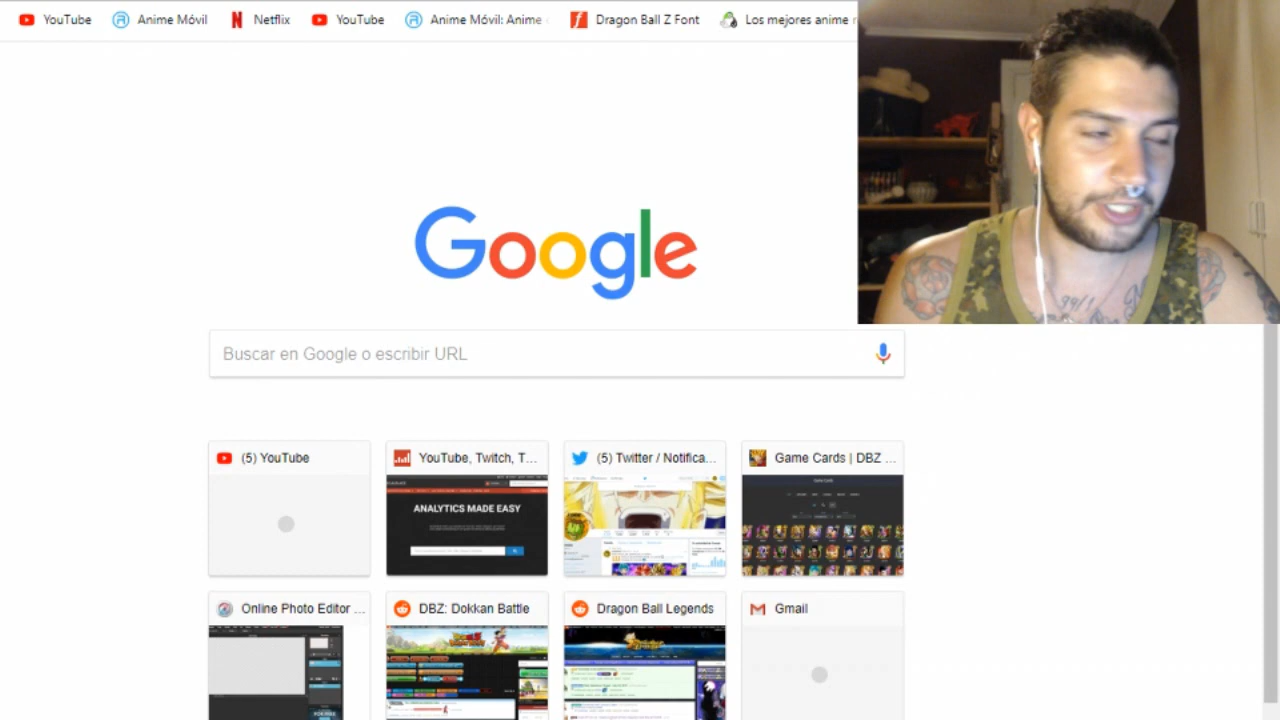 YouTube
Anime Móvil
Netflix
YouTube
Anime Móvil: Anime
Dragon Ball Z Font
Los mejores anime
Google
Buscar en Google o escribir URL
(5) YouTube
YouTube, Twitch, T...
(5) Twitter / Notifica...
Game Cards | DBZ ...
ANALYTICS MADE EASY
Game Cards
Online Photo Editor ...
DBZ: Dokkan Battle
Dragon Ball Legends
Gmail